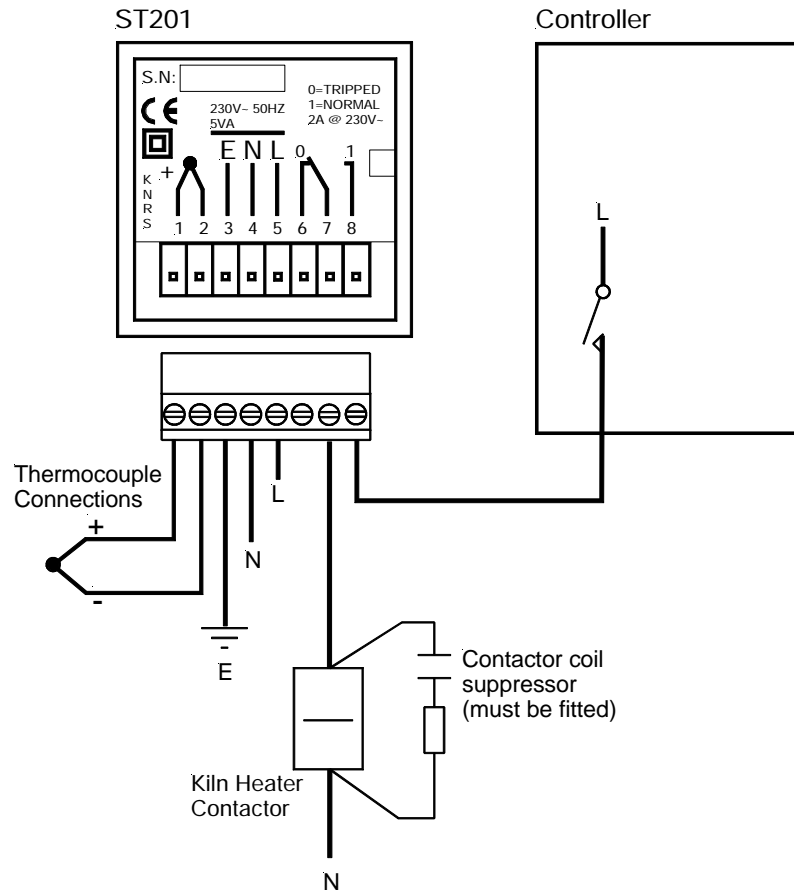 ST201
Controller
S.N:
0=TRIPPED
1=NORMAL
2A @ 230V~
230V~ 50HZ
5VA
CE
E N L 0 1
+
K
N
R
S
1 2 3 4 5 6 7 8
L
Thermocouple
Connections
+
-
L
N
E
Contactor coil
suppressor
(must be fitted)
Kiln Heater
Contactor
N